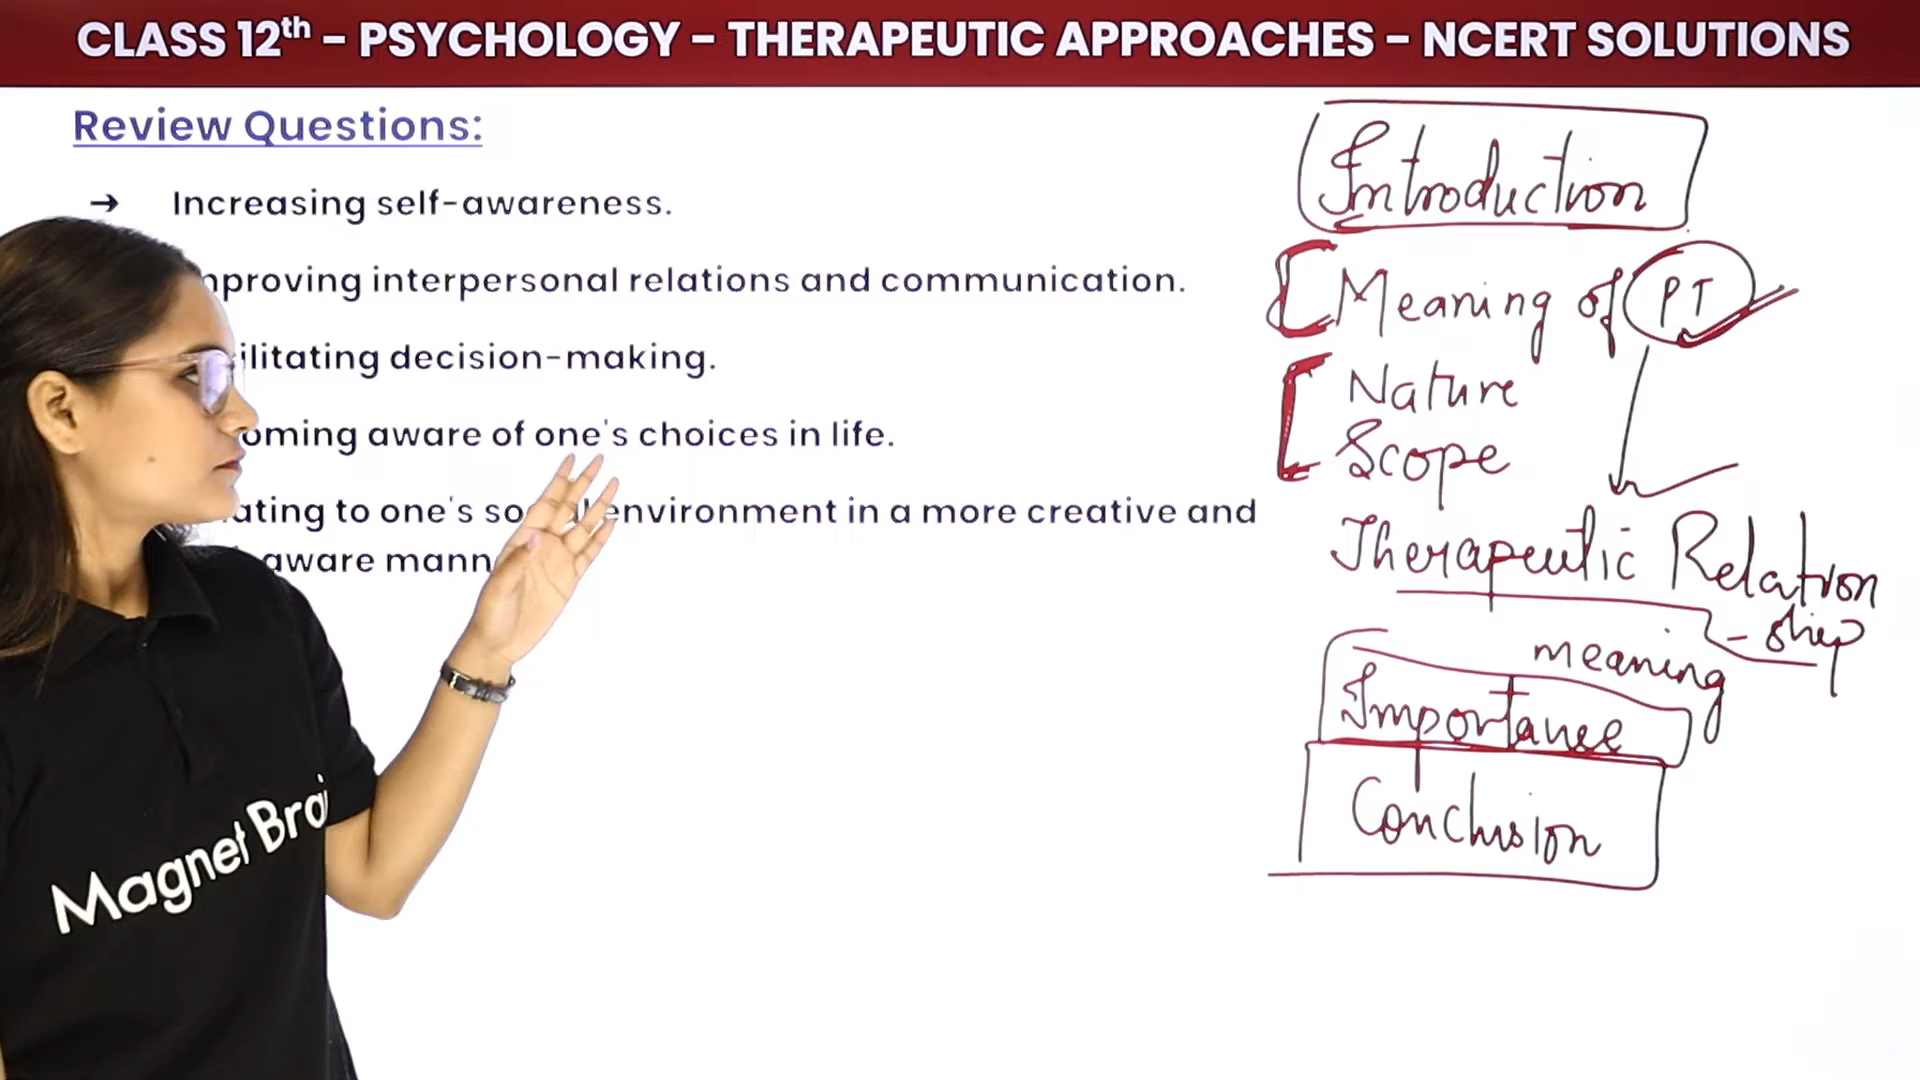 CLASS 12th – PSYCHOLOGY – THERAPEUTIC APPROACHES – NCERT SOLUTIONS
Review Questions:
➔ Increasing self-awareness.
mproving interpersonal relations and communication.
ilitating decision-making.
oming aware of one's choices in life.
ating to one's so l environment in a more creative and
aware mann
Introduction
Meaning of PT
Nature
Scope
Therapeutic Relation
-ship
meaning
+
Importance
Conclusion
Magnet Brai